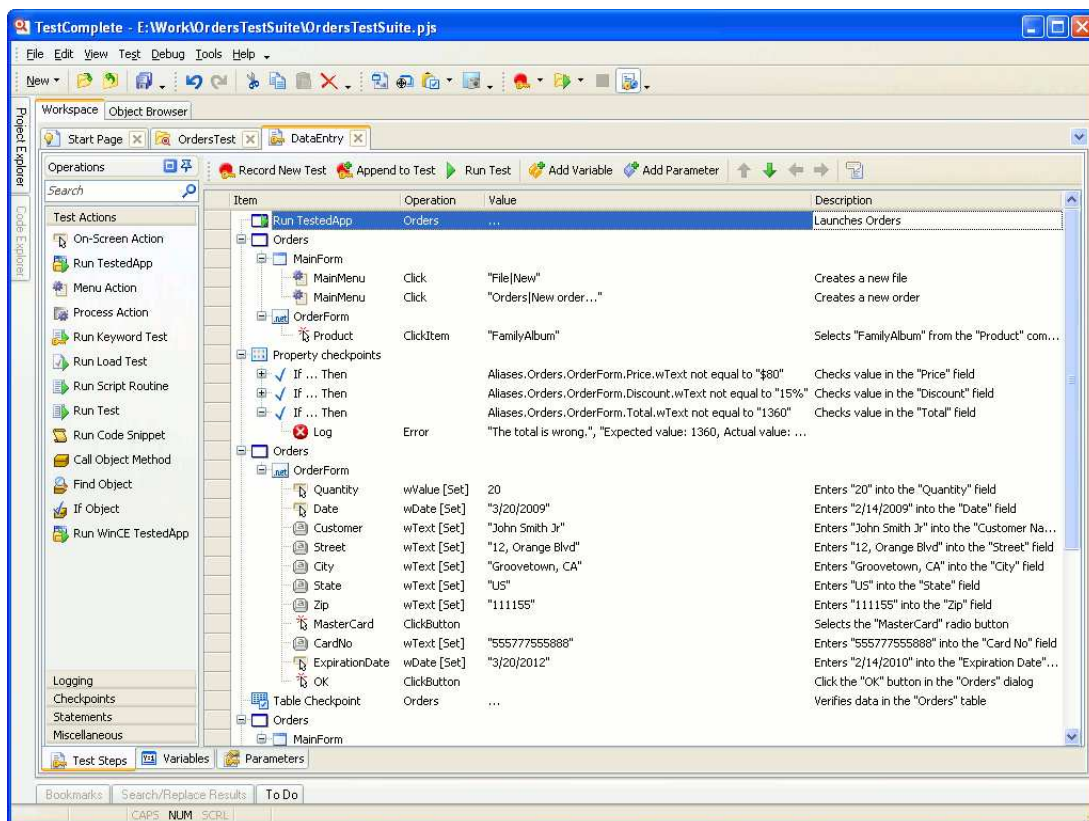 TestComplete - E:\Work\OrdersTestSuite\OrdersTestSuite.pjs
File Edit View Test Debug Tools Help
New
Workspace Object Browser
Project Explorer
Code Explorer
Start Page OrdersTest DataEntry
Operations
Record New Test Append to Test Run Test Add Variable Add Parameter
Search
Test Actions
On-Screen Action
Run TestedApp
Menu Action
Process Action
Run Keyword Test
Run Load Test
Run Script Routine
Run Test
Run Code Snippet
Call Object Method
Find Object
If Object
Run WinCE TestedApp
Logging
Checkpoints
Statements
Miscellaneous
Item Operation Value Description
Run TestedApp Orders ... Launches Orders
Orders
MainForm
MainMenu Click "File|New" Creates a new file
MainMenu Click "Orders|New order..." Creates a new order
.net OrderForm
Product ClickItem "FamilyAlbum" Selects "FamilyAlbum" from the "Product" com...
Property checkpoints
If ... Then Aliases.Orders.OrderForm.Price.wText not equal to "$80" Checks value in the "Price" field
If ... Then Aliases.Orders.OrderForm.Discount.wText not equal to "15%" Checks value in the "Discount" field
If ... Then Aliases.Orders.OrderForm.Total.wText not equal to "1360" Checks value in the "Total" field
Log Error "The total is wrong.", "Expected value: 1360, Actual value: ...
Orders
.net OrderForm
Quantity wValue [Set] 20 Enters "20" into the "Quantity" field
Date wDate [Set] "3/20/2009" Enters "2/14/2009" into the "Date" field
Customer wText [Set] "John Smith Jr" Enters "John Smith Jr" into the "Customer Na...
Street wText [Set] "12, Orange Blvd" Enters "12, Orange Blvd" into the "Street" field
City wText [Set] "Groovetown, CA" Enters "Groovetown, CA" into the "City" field
State wText [Set] "US" Enters "US" into the "State" field
Zip wText [Set] "111155" Enters "111155" into the "Zip" field
MasterCard ClickButton Selects the "MasterCard" radio button
CardNo wText [Set] "555777555888" Enters "555777555888" into the "Card No" field
ExpirationDate wDate [Set] "3/20/2012" Enters "2/14/2010" into the "Expiration Date"...
OK ClickButton Click the "OK" button in the "Orders" dialog
Table Checkpoint Orders ... Verifies data in the "Orders" table
Orders
MainForm
Test Steps Variables Parameters
Bookmarks Search/Replace Results To Do
CAPS NUM SCRL